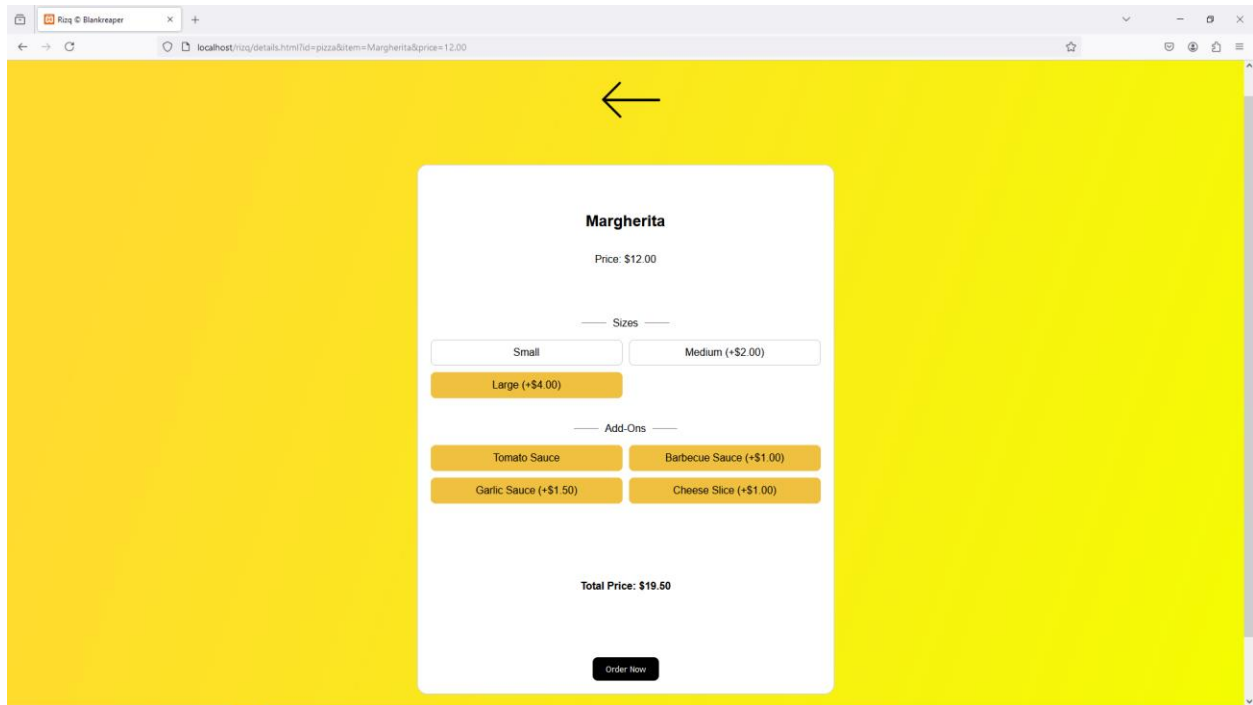 Rizq © Blankreaper
localhost/rizq/details.html?id=pizza&item=Margherita&price=12.00
Margherita
Price: $12.00
Sizes
Small
Medium (+$2.00)
Large (+$4.00)
Add-Ons
Tomato Sauce
Barbecue Sauce (+$1.00)
Garlic Sauce (+$1.50)
Cheese Slice (+$1.00)
Total Price: $19.50
Order Now